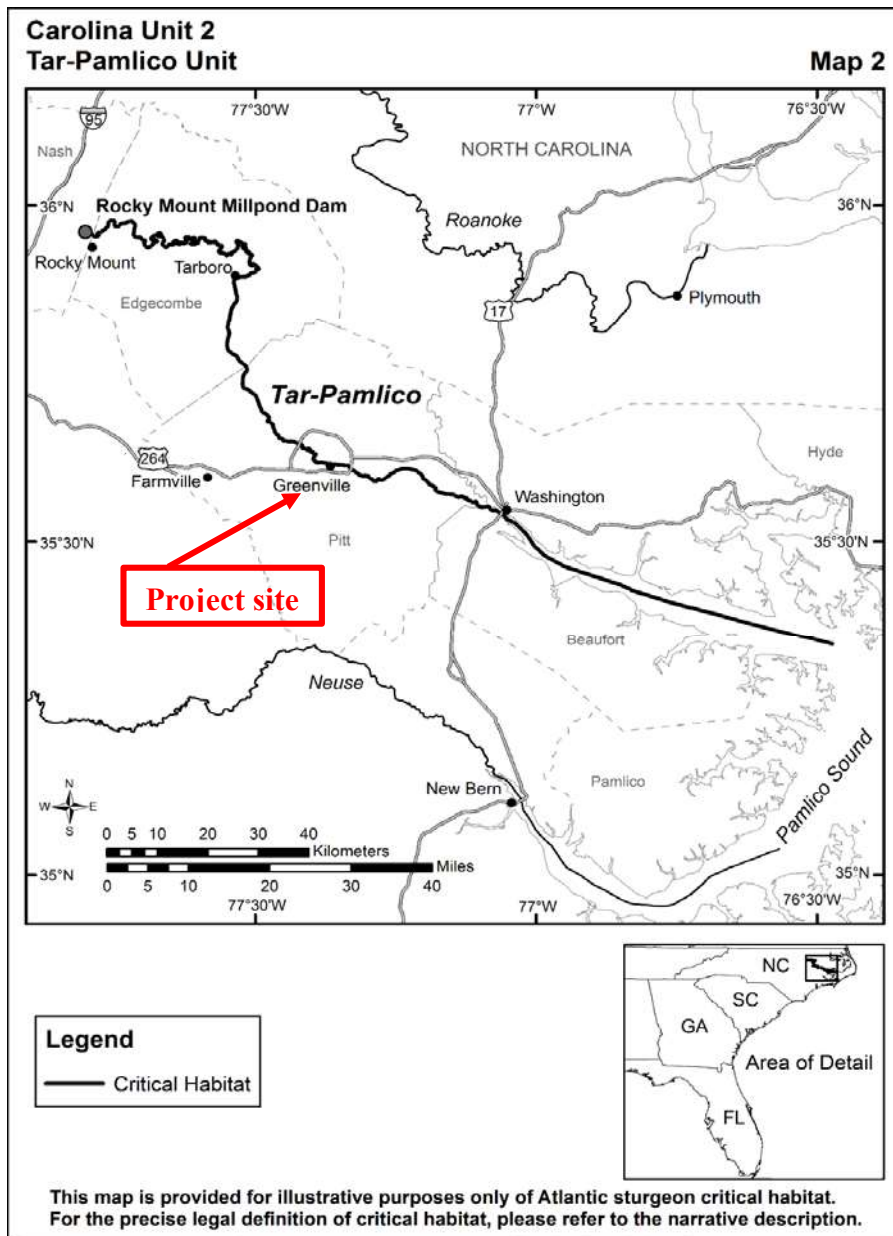 Carolina Unit 2
Tar-Pamlico Unit
Map 2
77°30'W
77°W
76°30'W
95
Nash
NORTH CAROLINA
36°N
36°N
Rocky Mount Millpond Dam
Roanoke
Rocky Mount
Tarboro
Edgecombe
17
Plymouth
Tar-Pamlico
264
Hyde
Farmville
Greenville
Washington
35°30'N
Pitt
35°30'N
Project site
Beaufort
Neuse
Pamlico Sound
N
W E
S
New Bern
Pamlico
0 5 10 20 30 40
Kilometers
Miles
0 5 10 20 30 40
35°N
35°N
77°30'W
77°W
76°30'W
NC
SC
GA
Area of Detail
FL
Legend
Critical Habitat
This map is provided for illustrative purposes only of Atlantic sturgeon critical habitat.
For the precise legal definition of critical habitat, please refer to the narrative description.